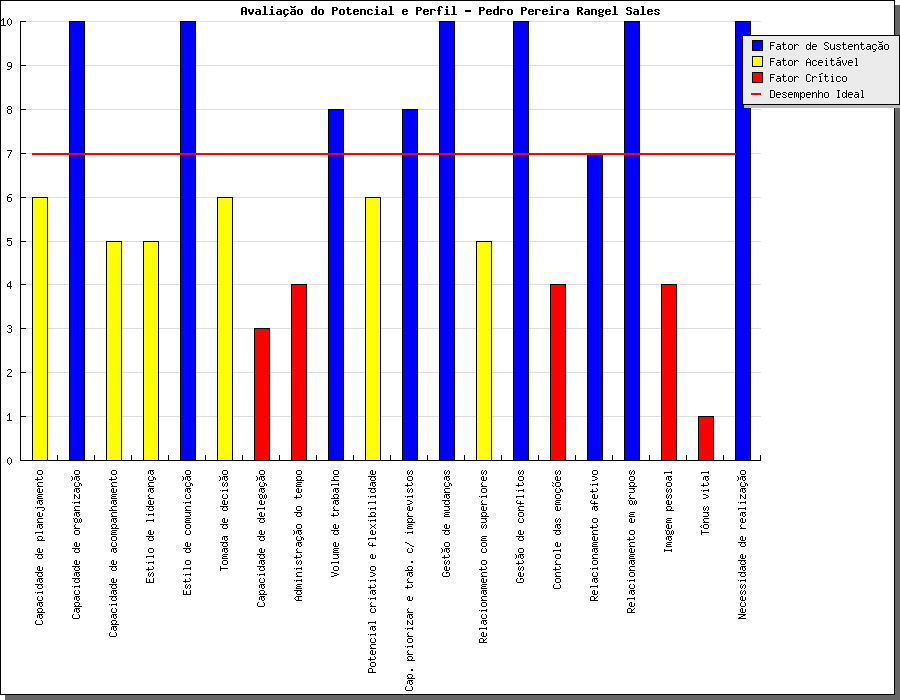 Avaliação do Potencial e Perfil - Pedro Pereira Rangel Sales
Fator de Sustentação
Fator Aceitável
Fator Crítico
Desempenho Ideal
10
9
8
7
6
5
4
3
2
1
0
Capacidade de planejamento
Capacidade de organização
Capacidade de acompanhamento
Estilo de liderança
Estilo de comunicação
Tomada de decisão
Capacidade de delegação
Administração do tempo
Volume de trabalho
Potencial criativo e flexibilidade
Cap. priorizar e trab. c/ imprevistos
Gestão de mudanças
Relacionamento com superiores
Gestão de conflitos
Controle das emoções
Relacionamento afetivo
Relacionamento em grupos
Imagem pessoal
Tônus vital
Necessidade de realização